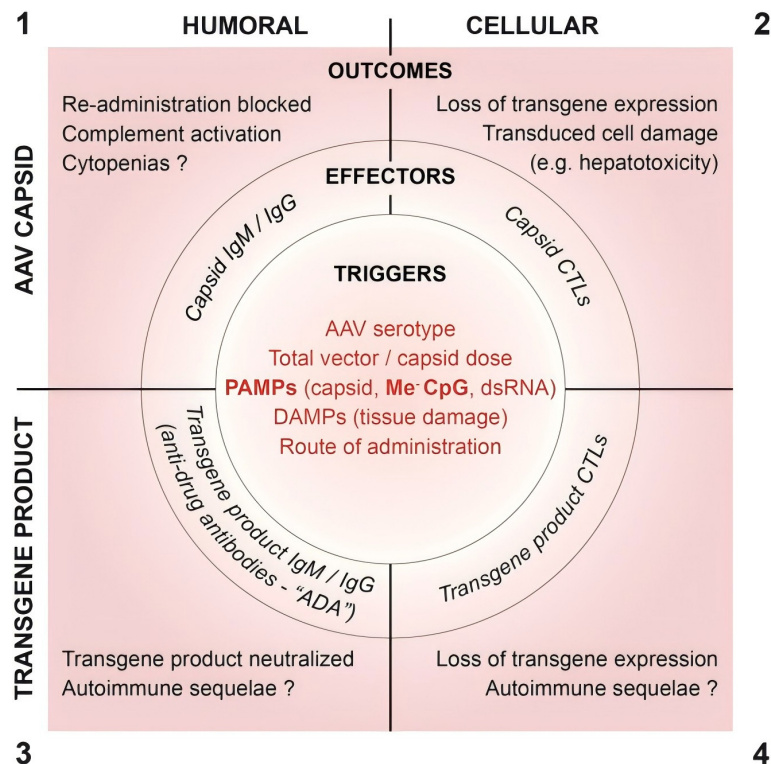 1
HUMORAL
CELLULAR
2
OUTCOMES
Re-administration blocked
Complement activation
Cytopenias ?
Loss of transgene expression
Transduced cell damage
(e.g. hepatotoxicity)
AAV CAPSID
EFFECTORS
Capsid IgM / IgG
Capsid CTLs
TRIGGERS
AAV serotype
Total vector / capsid dose
PAMPs (capsid, Me⁻ CpG, dsRNA)
DAMPs (tissue damage)
Route of administration
TRANSGENE PRODUCT
Transgene product IgM / IgG
(anti-drug antibodies - “ADA”)
Transgene product CTLs
Transgene product neutralized
Autoimmune sequelae ?
Loss of transgene expression
Autoimmune sequelae ?
3
4